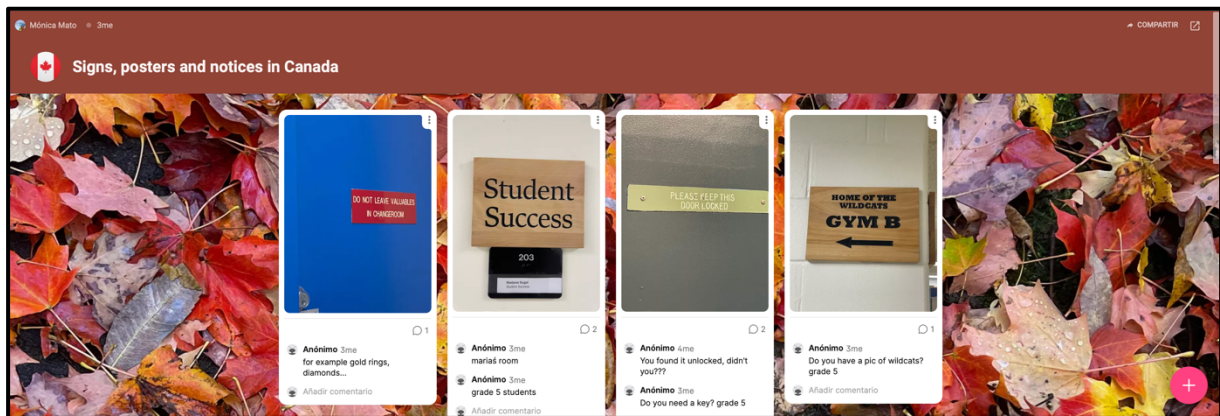 Mónica Mato 3me
COMPARTIR
Signs, posters and notices in Canada
DO NOT LEAVE VALUABLES
IN CHANGEROOM
1
Anónimo 3me
for example gold rings,
diamonds...
Añadir comentario
Student
Success
203
2
Anónimo 3me
mariaś room
Anónimo 3me
grade 5 students
Añadir comentario
PLEASE KEEP THIS
DOOR LOCKED
2
Anónimo 4me
You found it unlocked, didn't
you???
Anónimo 3me
Do you need a key? grade 5
HOME OF THE
WILDCATS
GYM B
1
Anónimo 3me
Do you have a pic of wildcats?
grade 5
Añadir comentario